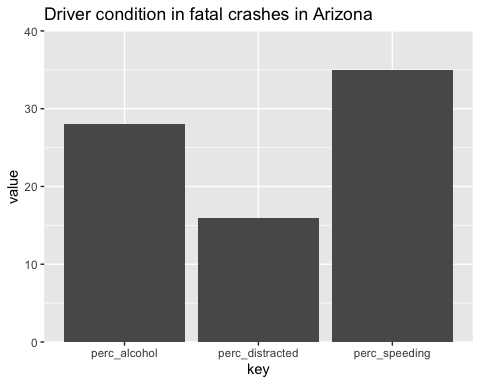 Driver condition in fatal crashes in Arizona
40
30
20
10
0
value
perc_alcohol perc_distracted perc_speeding
key